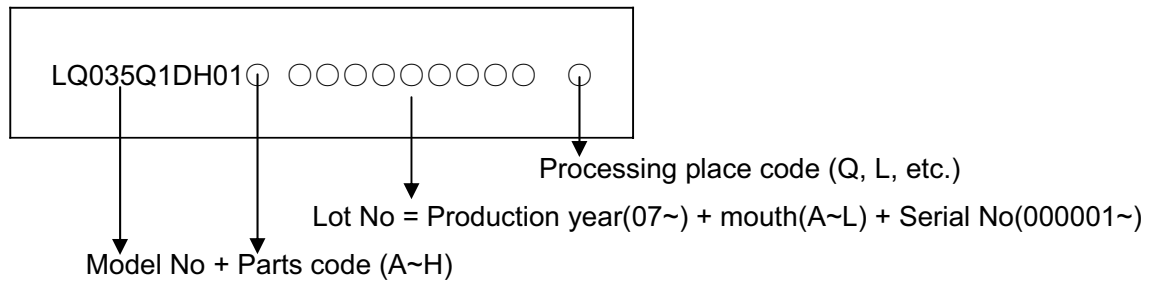 LQ035Q1DH01○ ○○○○○○○○○ ○
Processing place code (Q, L, etc.)
Lot No = Production year(07~) + mouth(A~L) + Serial No(000001~)
Model No + Parts code (A~H)